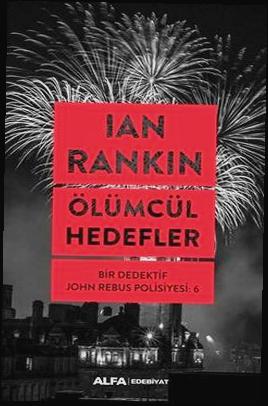 IAN
RANKIN
ÖLÜMCÜL
HEDEFLER
BİR DEDEKTİF
JOHN REBUS POLİSİYESİ: 6
ALFA | EDEBİYAT